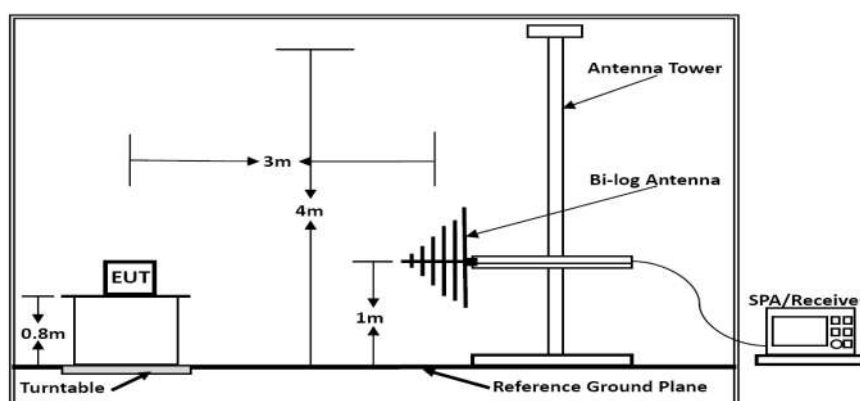 Antenna Tower
3m
Bi-log Antenna
4m
EUT
SPA/Receive
0.8m
1m
Turntable
Reference Ground Plane